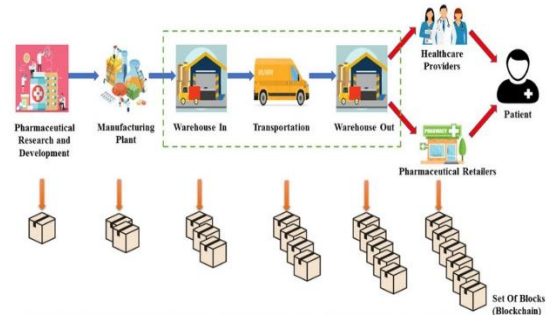 Healthcare
Providers
Pharmaceutical
Research and
Development
Manufacturing
Plant
Warehouse In
Transportation
Warehouse Out
Patient
Pharmaceutical Retailers
Set Of Blocks
(Blockchain)